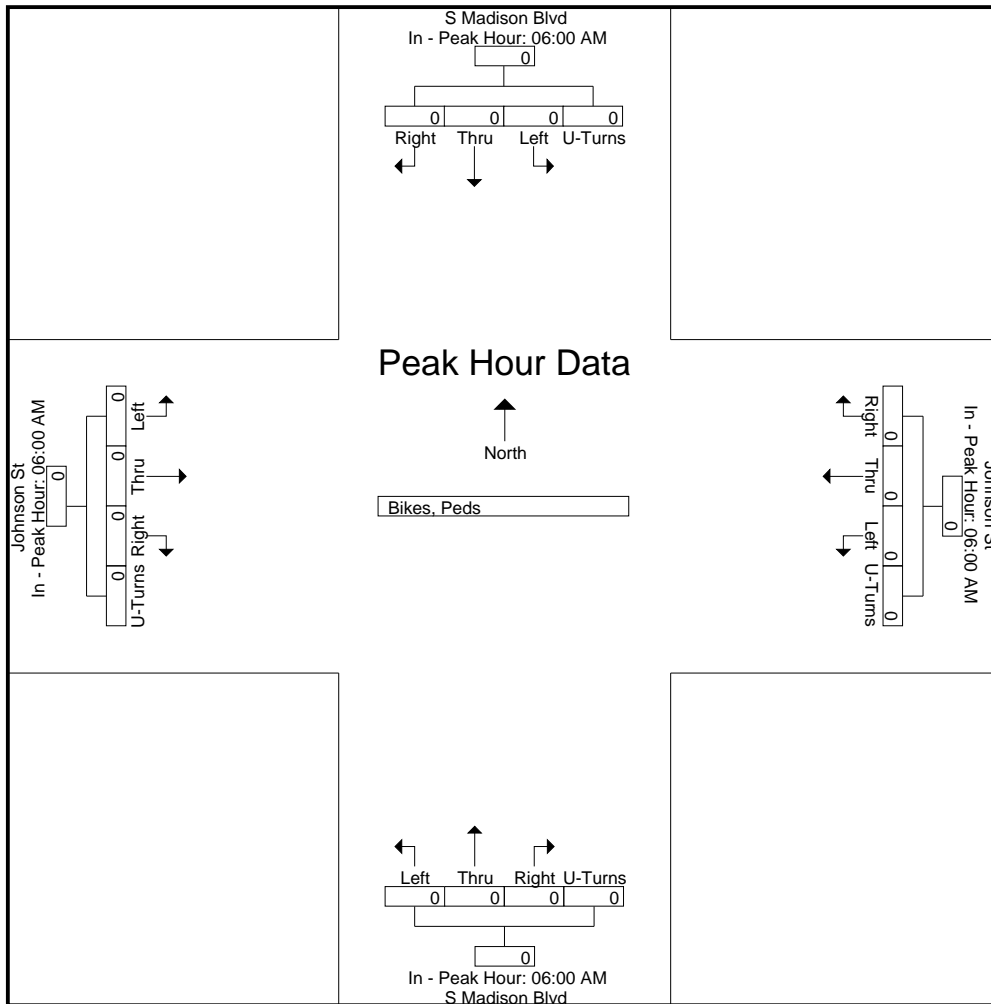 S Madison Blvd
In - Peak Hour: 06:00 AM
0
0 0 0 0
Right Thru Left U-Turns
Peak Hour Data
North
Bikes, Peds
Johnson St
In - Peak Hour: 06:00 AM
0
0 0 0 0
Left Thru Right U-Turns
Johnson St
In - Peak Hour: 06:00 AM
0
0 0 0 0
Right Thru Left U-Turns
Left Thru Right U-Turns
0 0 0 0
0
In - Peak Hour: 06:00 AM
S Madison Blvd